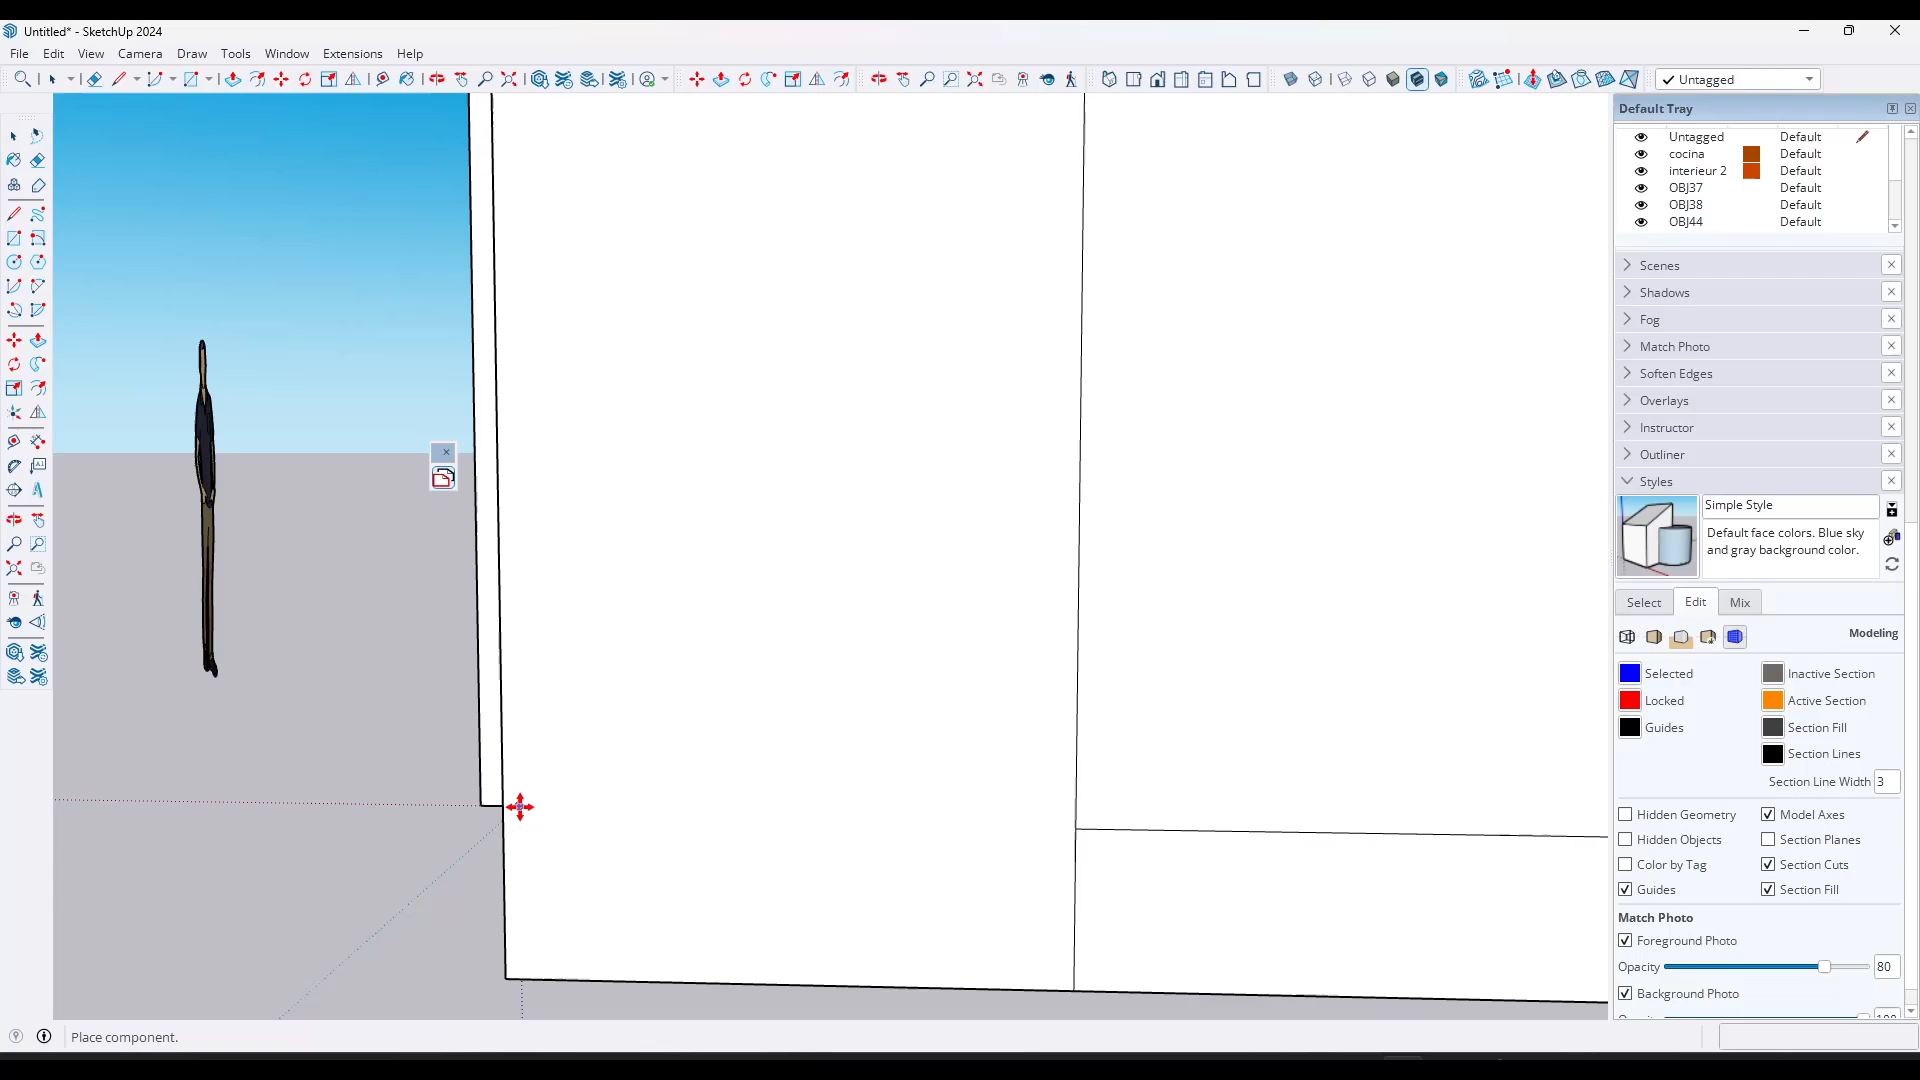 Untitled* - SketchUp 2024
File Edit View Camera Draw Tools Window Extensions Help
Untagged
Default Tray
Untagged Default
cocina Default
interieur 2 Default
OBJ37 Default
OBJ38 Default
OBJ44 Default
Scenes
Shadows
Fog
Match Photo
Soften Edges
Overlays
Instructor
Outliner
Styles
Simple Style
Default face colors. Blue sky
and gray background color.
Select Edit Mix
Modeling
Selected Inactive Section
Locked Active Section
Guides Section Fill
Section Lines
Section Line Width 3
Hidden Geometry Model Axes
Hidden Objects Section Planes
Color by Tag Section Cuts
Guides Section Fill
Match Photo
Foreground Photo
Opacity 80
Background Photo
Place component.